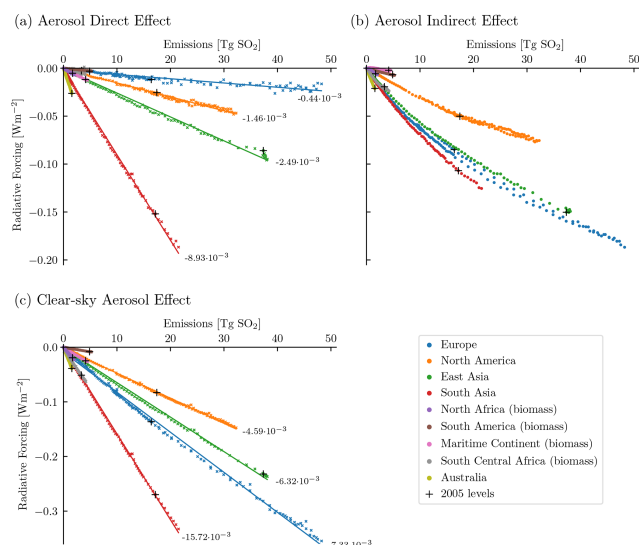 (a) Aerosol Direct Effect
Emissions [Tg SO2]
0 10 20 30 40 50
0.00
−0.05
−0.10
−0.15
−0.20
Radiative Forcing [Wm−2]
-0.44·10−3
-1.46·10−3
-2.49·10−3
-8.93·10−3
(b) Aerosol Indirect Effect
Emissions [Tg SO2]
0 10 20 30 40 50
(c) Clear-sky Aerosol Effect
Emissions [Tg SO2]
0 10 20 30 40 50
0.0
−0.1
−0.2
−0.3
Radiative Forcing [Wm−2]
-4.59·10−3
-6.32·10−3
-15.72·10−3
Europe
North America
East Asia
South Asia
North Africa (biomass)
South America (biomass)
Maritime Continent (biomass)
South Central Africa (biomass)
Australia
2005 levels